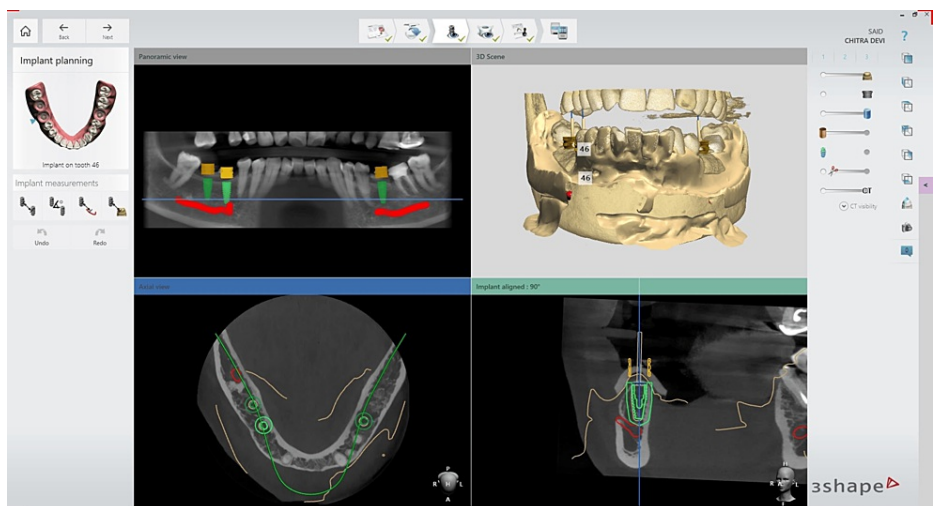 Back
Next
SAID
CHITRA DEVI
?
Implant planning
Panoramic view
3D Scene
1 2 3
46
46
Implant on tooth 46
Implant measurements
CT
CT visibility
Undo
Redo
<
Axial view
Implant aligned : 90°
P
R H L
A
H
R L
3shape